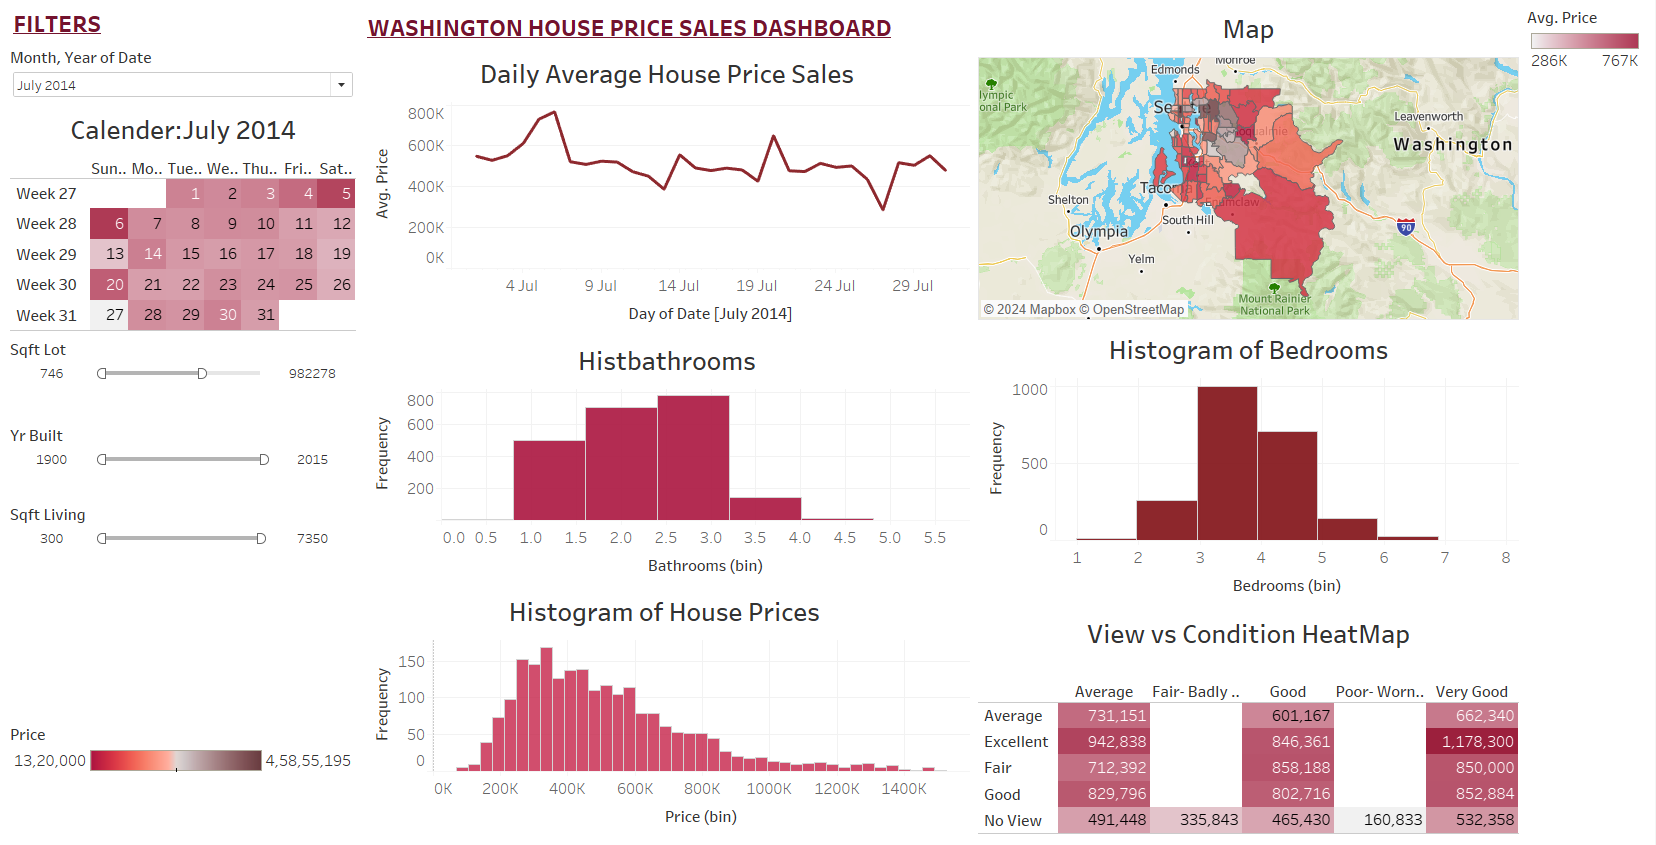 FILTERS
Month, Year of Date
July 2014
Calender:July 2014
Sun.. Mo.. Tue.. We.. Thu.. Fri.. Sat..
Week 27 1 2 3 4 5
Week 28 6 7 8 9 10 11 12
Week 29 13 14 15 16 17 18 19
Week 30 20 21 22 23 24 25 26
Week 31 27 28 29 30 31
Sqft Lot
746 982278
Yr Built
1900 2015
Sqft Living
300 7350
Price
13,20,000 4,58,55,195
WASHINGTON HOUSE PRICE SALES DASHBOARD
Daily Average House Price Sales
Avg. Price
800K
600K
400K
200K
0K
4 Jul 9 Jul 14 Jul 19 Jul 24 Jul 29 Jul
Day of Date [July 2014]
Histbathrooms
Frequency
800
600
400
200
0.0 0.5 1.0 1.5 2.0 2.5 3.0 3.5 4.0 4.5 5.0 5.5
Bathrooms (bin)
Histogram of House Prices
Frequency
150
100
50
0
0K 200K 400K 600K 800K 1000K 1200K 1400K
Price (bin)
Map
Edmonds
Monroe
lympic
onal Park
Leavenworth
Washington
Shelton
Tacoma
Enumclaw
South Hill
Olympia
90
Yelm
Mount Rainier
National Park
© 2024 Mapbox © OpenStreetMap
Avg. Price
286K 767K
Histogram of Bedrooms
Frequency
1000
500
0
1 2 3 4 5 6 7 8
Bedrooms (bin)
View vs Condition HeatMap
Average Fair- Badly .. Good Poor- Worn.. Very Good
Average 731,151 601,167 662,340
Excellent 942,838 846,361 1,178,300
Fair 712,392 858,188 850,000
Good 829,796 802,716 852,884
No View 491,448 335,843 465,430 160,833 532,358